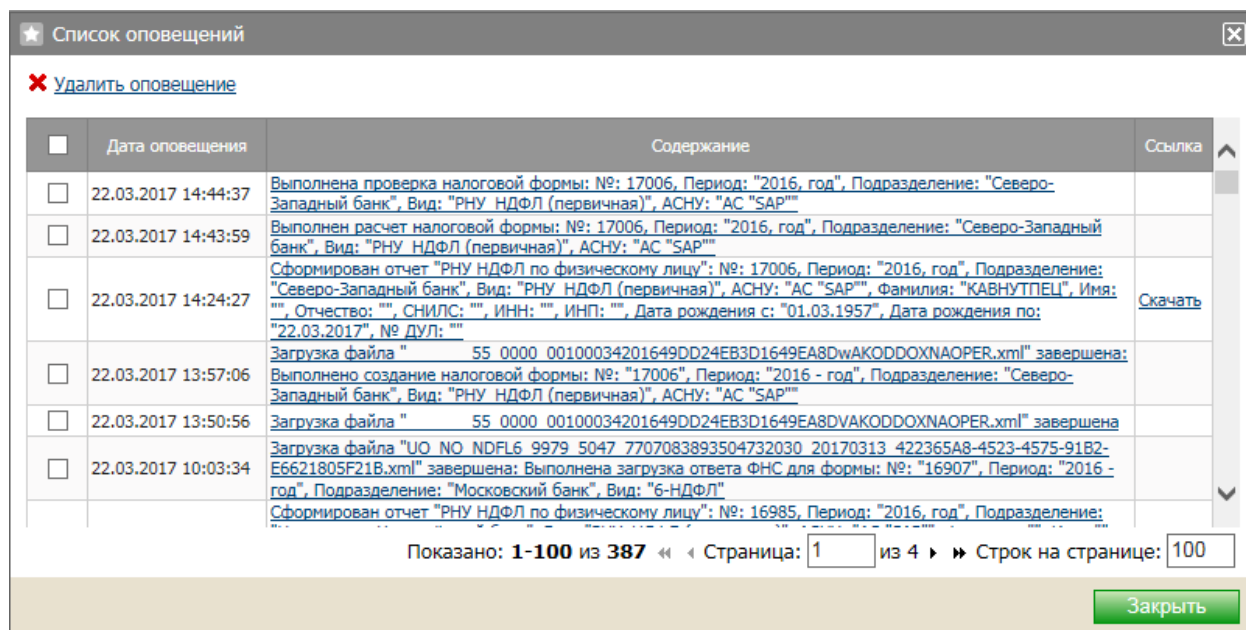 Список оповещений
Удалить оповещение
Дата оповещения Содержание Ссылка
22.03.2017 14:44:37 Выполнена проверка налоговой формы: №: 17006, Период: "2016, год", Подразделение: "Северо-
Западный банк", Вид: "РНУ_НДФЛ (первичная)", АСНУ: "АС "SAP""
22.03.2017 14:43:59 Выполнен расчет налоговой формы: №: 17006, Период: "2016, год", Подразделение: "Северо-Западный
банк", Вид: "РНУ_НДФЛ (первичная)", АСНУ: "АС "SAP""
Сформирован отчет "РНУ НДФЛ по физическому лицу": №: 17006, Период: "2016, год", Подразделение:
"Северо-Западный банк", Вид: "РНУ_НДФЛ (первичная)", АСНУ: "АС "SAP"", Фамилия: "КАВНУТПЕЦ", Имя:
22.03.2017 14:24:27 "", Отчество: "", СНИЛС: "", ИНН: "", ИНП: "", Дата рождения с: "01.03.1957", Дата рождения по: Скачать
"22.03.2017", № ДУЛ: ""
Загрузка файла "_______55_0000_00100034201649DD24EB3D1649EA8DwAKODDOXNAOPER.xml" завершена:
22.03.2017 13:57:06 Выполнено создание налоговой формы: №: "17006", Период: "2016 - год", Подразделение: "Северо-
Западный банк", Вид: "РНУ_НДФЛ (первичная)", АСНУ: "АС "SAP""
22.03.2017 13:50:56 Загрузка файла "_______55_0000_00100034201649DD24EB3D1649EA8DVAKODDOXNAOPER.xml" завершена
Загрузка файла "UO_NO_NDFL6_9979_5047_7707083893504732030_20170313_422365A8-4523-4575-91B2-
22.03.2017 10:03:34 E6621805F21B.xml" завершена: Выполнена загрузка ответа ФНС для формы: №: "16907", Период: "2016 -
год", Подразделение: "Московский банк", Вид: "6-НДФЛ"
Сформирован отчет "РНУ НДФЛ по физическому лицу": №: 16985, Период: "2016, год", Подразделение:
Показано: 1-100 из 387 Страница: 1 из 4 Строк на странице: 100
Закрыть